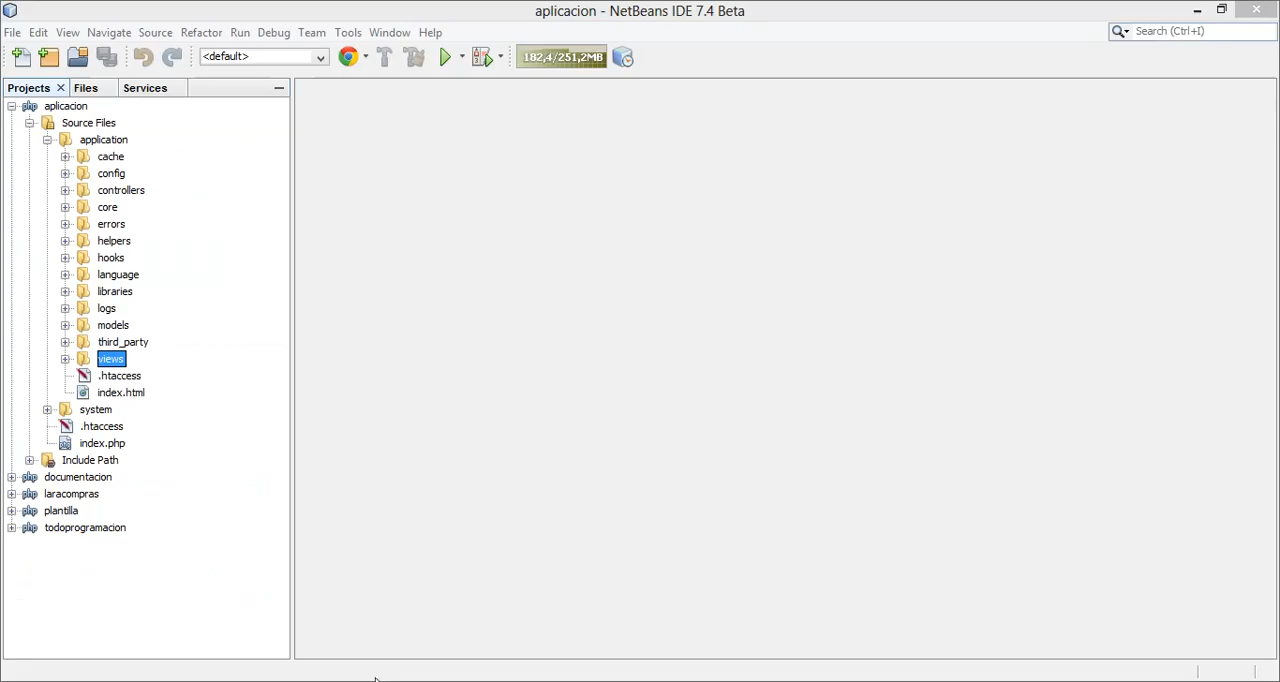 aplicacion - NetBeans IDE 7.4 Beta
File Edit View Navigate Source Refactor Run Debug Team Tools Window Help
Search (Ctrl+I)
<default>
182,4/251,2MB
Projects Files Services
aplicacion
Source Files
application
cache
config
controllers
core
errors
helpers
hooks
language
libraries
logs
models
third_party
views
.htaccess
index.html
system
.htaccess
index.php
Include Path
documentacion
laracompras
plantilla
todoprogramacion